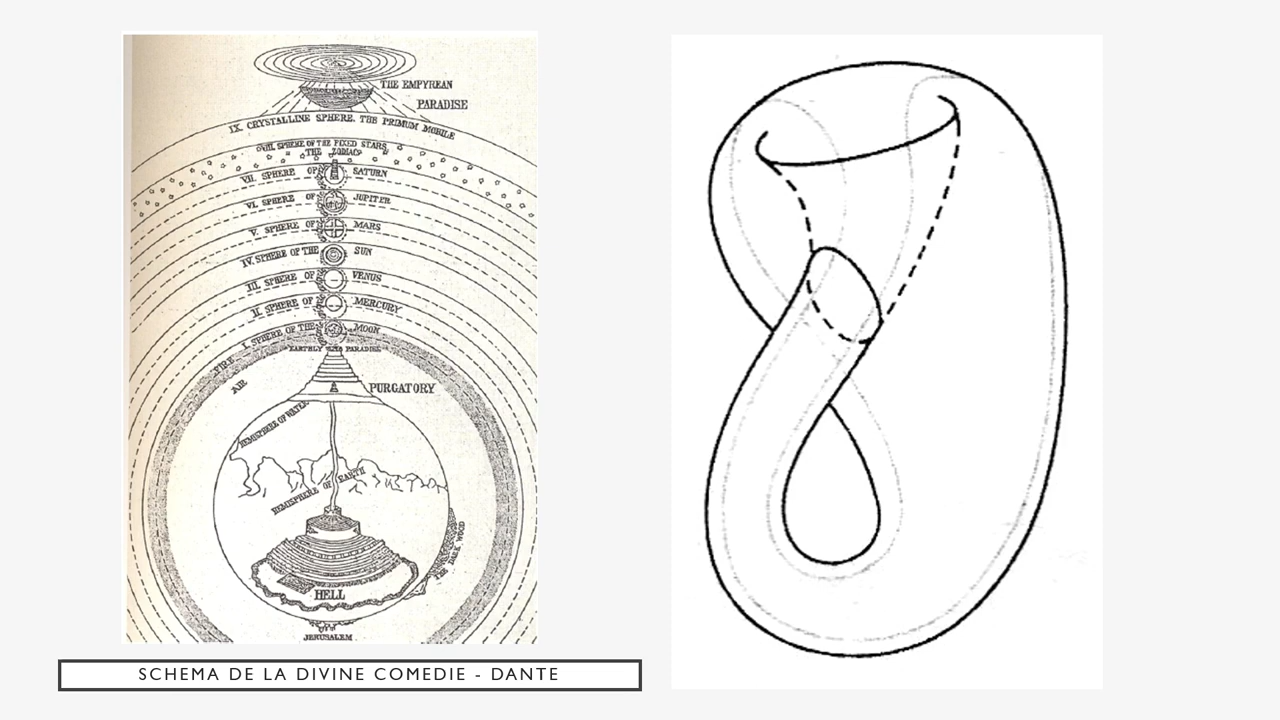 THE EMPYREAN
PARADISE
IX. CRYSTALLINE SPHERE. THE PRIMUM MOBILE
VIII. SPHERE OF THE FIXED STARS
THE ZODIAC
VII. SPHERE OF SATURN
VI. SPHERE OF JUPITER
V. SPHERE OF MARS
IV. SPHERE OF THE SUN
III. SPHERE OF VENUS
II. SPHERE OF MERCURY
I. SPHERE OF THE MOON
EARTHLY PARADISE
FIRE
AIR
PURGATORY
HEMISPHERE OF WATER
HEMISPHERE OF EARTH
THE DARK WOOD
HELL
JERUSALEM
SCHEMA DE LA DIVINE COMEDIE - DANTE